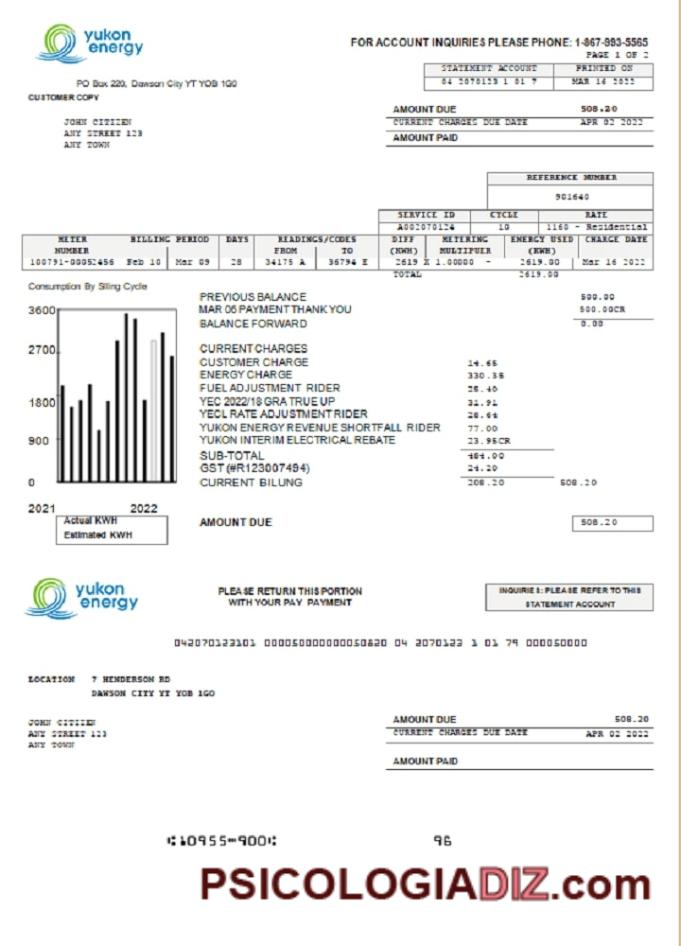 yukon
energy
FOR ACCOUNT INQUIRIES PLEASE PHONE: 1-867-993-5565
PAGE 1 OF 2
STATEMENT ACCOUNT PRINTED ON
04 2070123 1 01 7 MAR 16 2022
PO Box 220, Dawson City YT YOB 1G0
CUSTOMER COPY
AMOUNT DUE 508.20
CURRENT CHARGES DUE DATE APR 02 2022
AMOUNT PAID
JOHN CITIZEN
ANY STREET 123
ANY TOWN
REFERENCE NUMBER
901640
SERVICE ID CYCLE RATE
A002070124 10 1160 - Residential
METER NUMBER BILLING PERIOD DAYS READINGS/CODES FROM TO DIFF (KWH) METERING MULTIPUER ENERGY USED (KWH) CHARGE DATE
100791-00052456 Feb 10 Mar 09 28 34175 A 36794 E 2619 X 1.00000 - 2619.00 Mar 16 2022
TOTAL 2619.00
Consumption By Siling Cycle
3600
2700
1800
900
0
2021 2022
Actual KWH
Estimated KWH
PREVIOUS BALANCE 500.00
MAR 06 PAYMENT THANK YOU 500.00CR
BALANCE FORWARD 0.00
CURRENT CHARGES
CUSTOMER CHARGE 14.65
ENERGY CHARGE 330.35
FUEL ADJUSTMENT RIDER 25.40
YEC 2022/18 GRA TRUE UP 31.91
YECL RATE ADJUSTMENT RIDER 28.64
YUKON ENERGY REVENUE SHORTFALL RIDER 77.00
YUKON INTERIM ELECTRICAL REBATE 23.95CR
SUB-TOTAL 484.00
GST (#R123007494) 24.20
CURRENT BILUNG 208.20 508.20
AMOUNT DUE 508.20
yukon
energy
PLEASE RETURN THIS PORTION
WITH YOUR PAY PAYMENT
INQUIRIES: PLEASE REFER TO THIS
STATEMENT ACCOUNT
042070123101 000050000000050820 04 2070123 1 01 79 000050000
LOCATION 7 HENDERSON RD
DAWSON CITY YT YOB 1GO
JOHN CITIZEN
ANY STREET 123
ANY TOWN
AMOUNT DUE 508.20
CURRENT CHARGES DUE DATE APR 02 2022
AMOUNT PAID
⑆10955⑉900⑆ 96
PSICOLOGIADIZ.com